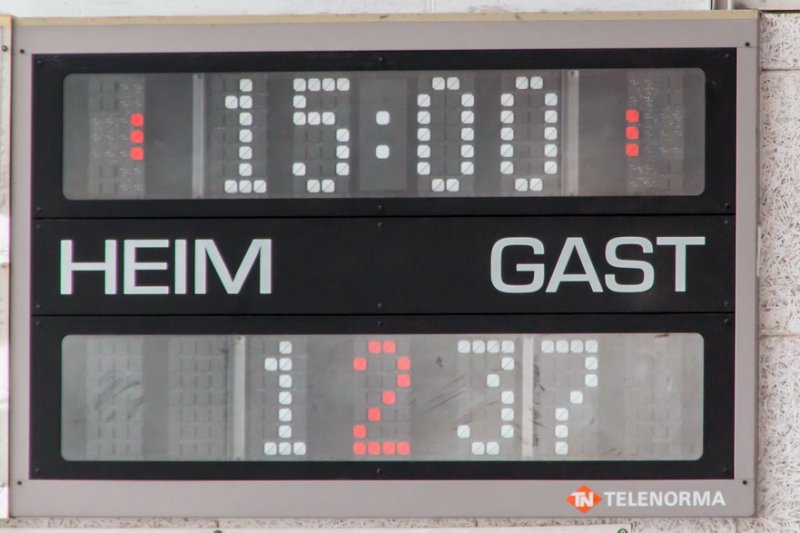 15:00
HEIM GAST
1 2 37
TN TELENORMA